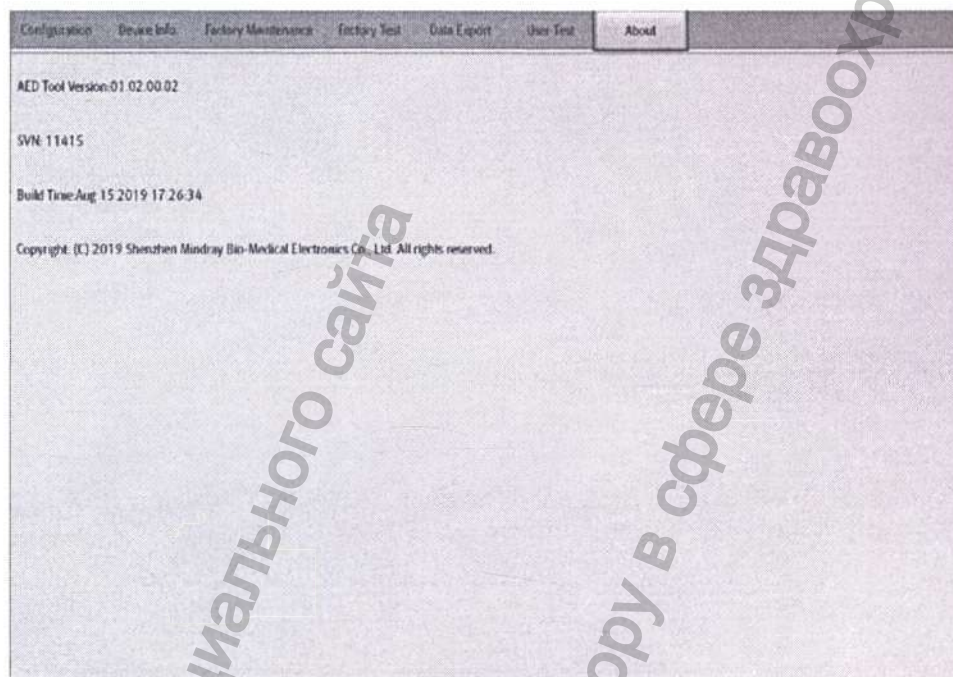 Configuration Device Info Factory Maintenance Factory Test Data Export User Test About
AED Tool Version:01.02.00.02
SVN: 11415
Build Time:Aug 15 2019 17:26:34
Copyright: (C) 2019 Shenzhen Mindray Bio-Medical Electronics Co., Ltd. All rights reserved.
сайта
в сфере